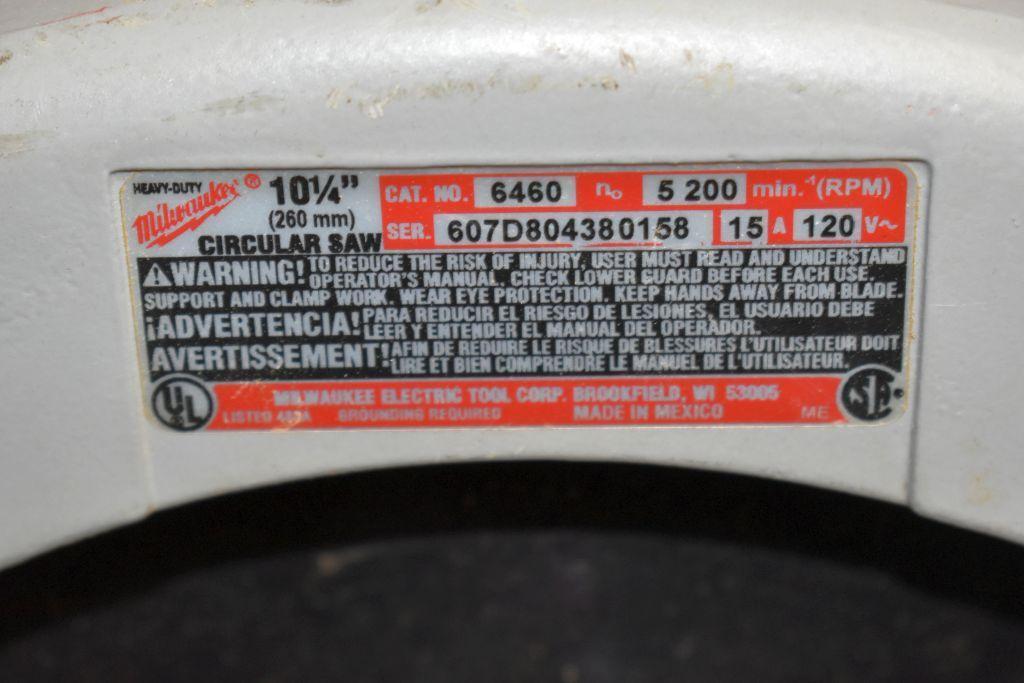 HEAVY-DUTY
Milwaukee®
10¼"
(260 mm)
CIRCULAR SAW
CAT. NO. 6460 n₀ 5 200 min.⁻¹(RPM)
SER. 607D804380158 15 A 120 V~
WARNING! TO REDUCE THE RISK OF INJURY, USER MUST READ AND UNDERSTAND
OPERATOR'S MANUAL. CHECK LOWER GUARD BEFORE EACH USE.
SUPPORT AND CLAMP WORK. WEAR EYE PROTECTION. KEEP HANDS AWAY FROM BLADE.
¡ADVERTENCIA! PARA REDUCIR EL RIESGO DE LESIONES, EL USUARIO DEBE
LEER Y ENTENDER EL MANUAL DEL OPERADOR.
AVERTISSEMENT! AFIN DE REDUIRE LE RISQUE DE BLESSURES L'UTILISATEUR DOIT
LIRE ET BIEN COMPRENDRE LE MANUEL DE L'UTILISATEUR.
UL
MILWAUKEE ELECTRIC TOOL CORP. BROOKFIELD, WI 53005
LISTED GROUNDING REQUIRED MADE IN MEXICO ME